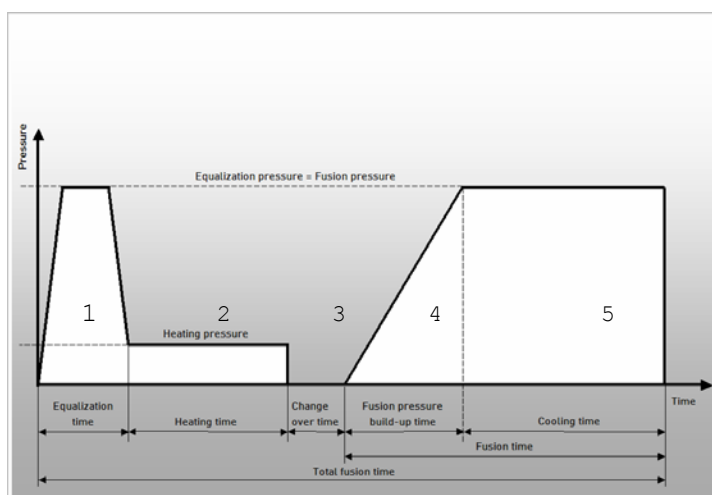 Pressure
Equalization pressure = Fusion pressure
1
2
3
4
5
Heating pressure
Time
Equalization
time
Heating time
Change
over time
Fusion pressure
build-up time
Cooling time
Fusion time
Total fusion time